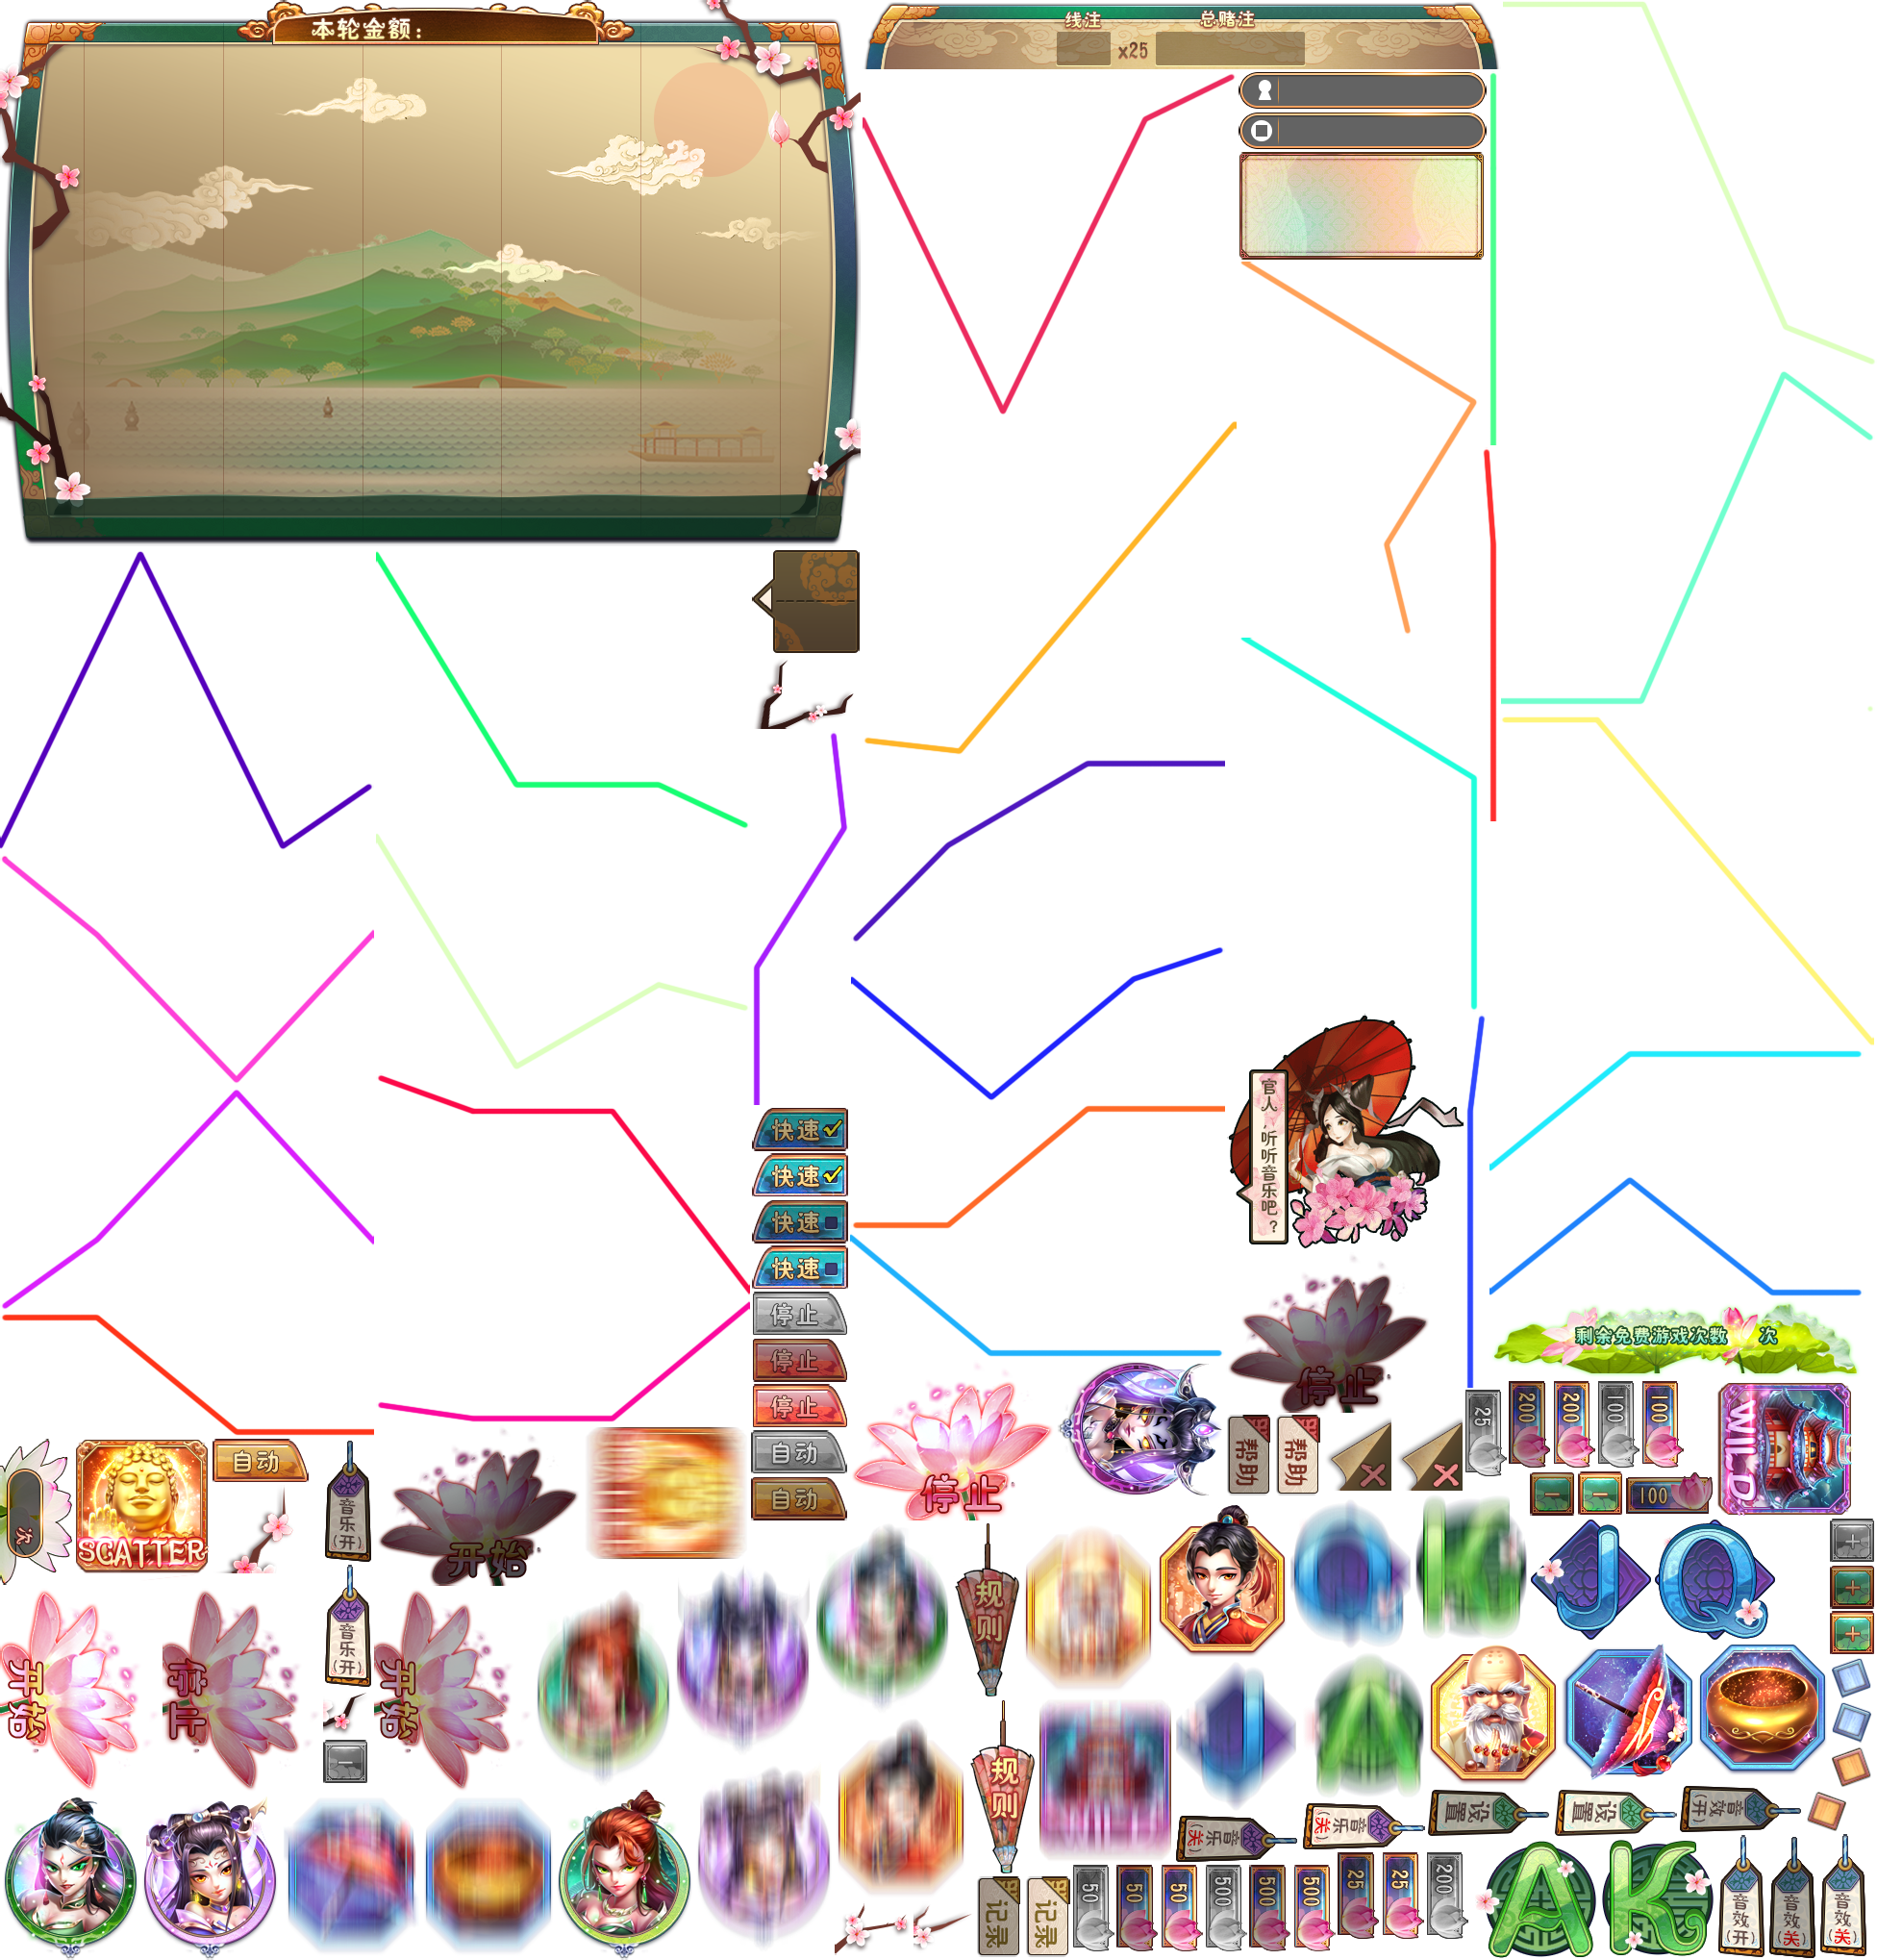 本轮金额：
线注
总赌注
x25
官人，听听音乐吧？
快速
快速
快速
快速
停止
停止
停止
自动
自动
停止
停止
剩余免费游戏次数 次
次
SCATTER
自动
音乐(开)
开始
帮助
帮助
25
200
200
100
100
100
WILD
规则
J
Q
Q
K
开始
停止
音乐(开)
开始
规则
J
A
音乐(关)
音乐(关)
设置
设置
音效(开)
记录
记录
50
50
50
500
500
500
25
25
200
A
K
音效(开)
音效(关)
音效(关)